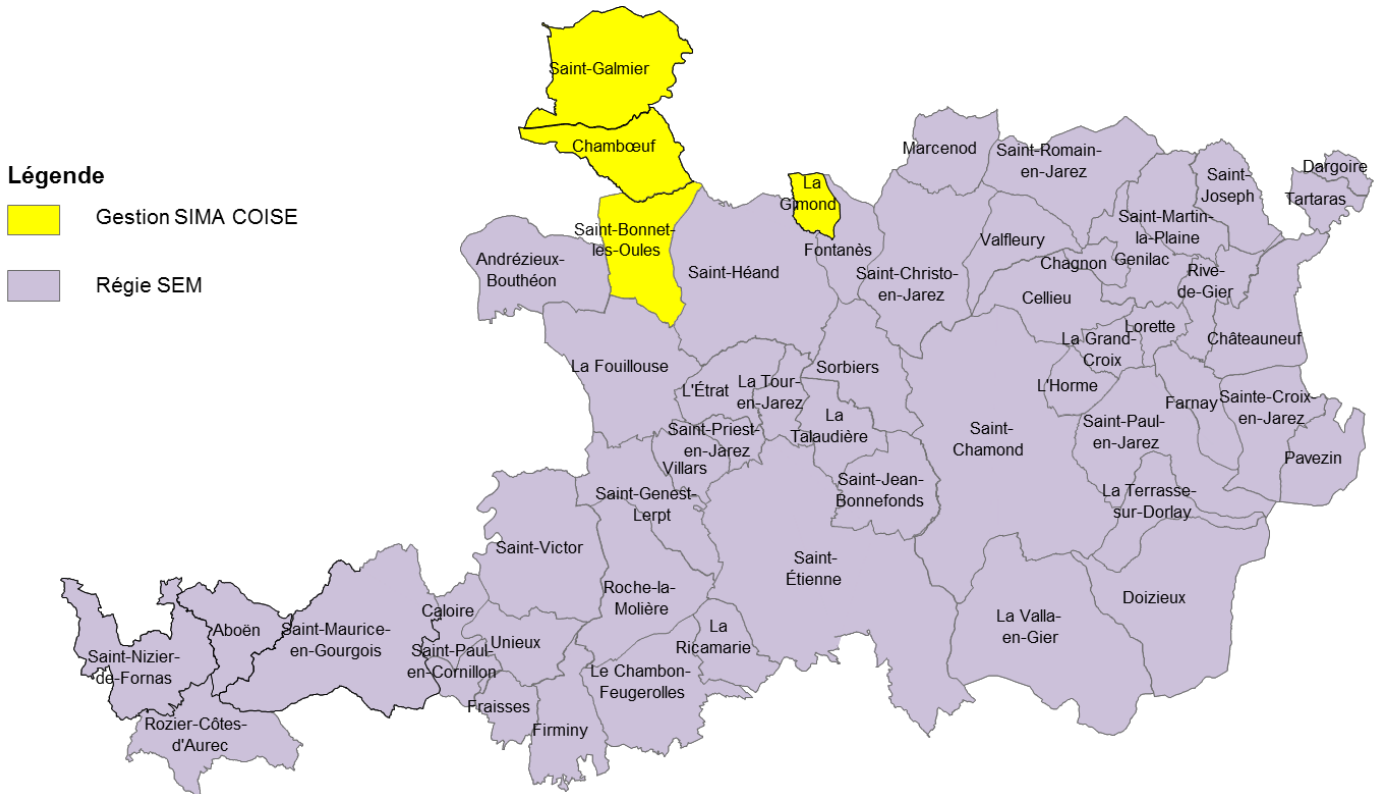 Légende
Gestion SIMA COISE
Régie SEM
Saint-Galmier
Chambœuf
Saint-Bonnet-
les-Oules
Andrézieux-
Bouthéon
Saint-Héand
La
Gimond
Fontanès
Marcenod
Saint-Romain-
en-Jarez
Saint-
Joseph
Dargoire
Tartaras
Saint-Martin-
la-Plaine
Valfleury
Chagnon
Genilac
Saint-Christo-
en-Jarez
Cellieu
Rive-
de-Gier
Lorette
La Grand-
Croix
Châteauneuf
La Fouillouse
L'Étrat
La Tour-
en-Jarez
Sorbiers
L'Horme
La
Talaudière
Saint-Priest-
en-Jarez
Villars
Saint-
Chamond
Saint-Paul-
en-Jarez
Farnay
Sainte-Croix-
en-Jarez
Pavezin
Saint-Jean-
Bonnefonds
Saint-Genest-
Lerpt
La Terrasse-
sur-Dorlay
Saint-Victor
Saint-
Étienne
Roche-la-
Molière
Doizieux
La Valla-
en-Gier
Caloire
Aboën
Saint-Maurice-
en-Gourgois
Unieux
La
Ricamarie
Saint-Nizier-
de-Fornas
Saint-Paul-
en-Cornillon
Le Chambon-
Feugerolles
Fraisses
Firminy
Rozier-Côtes-
d'Aurec